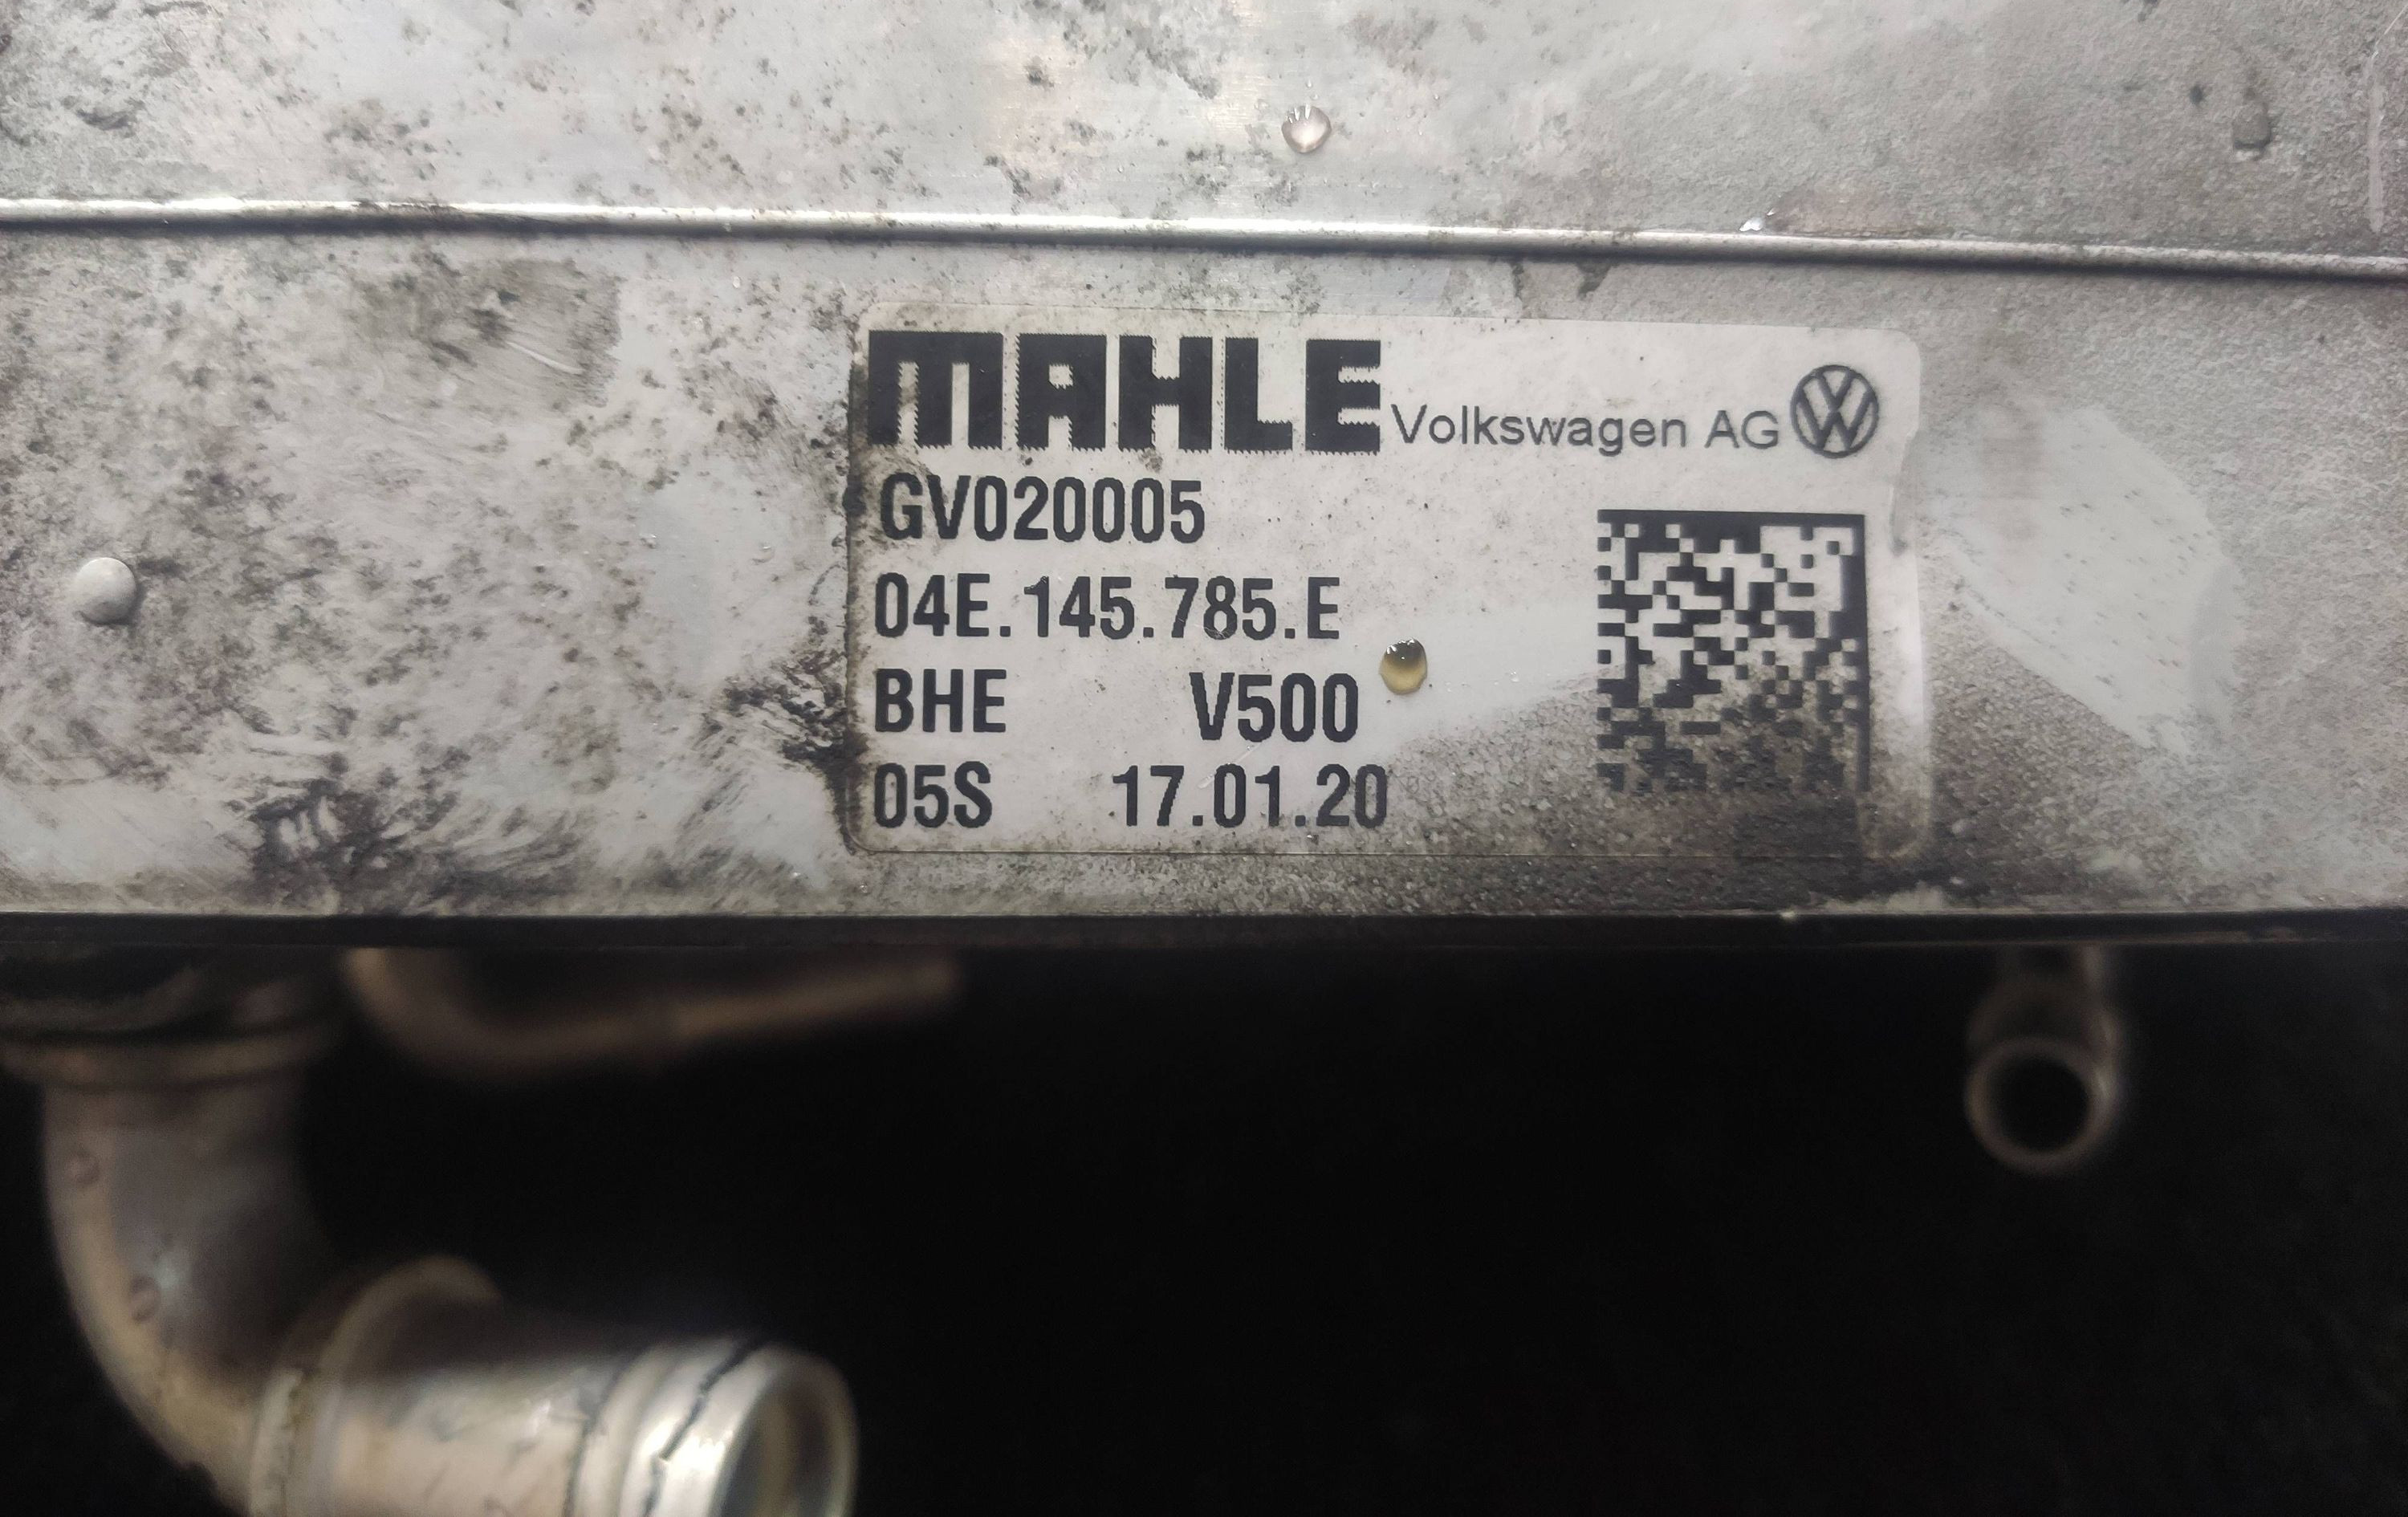 MAHLE Volkswagen AG
GV020005
04E.145.785.E
BHE V500
05S 17.01.20